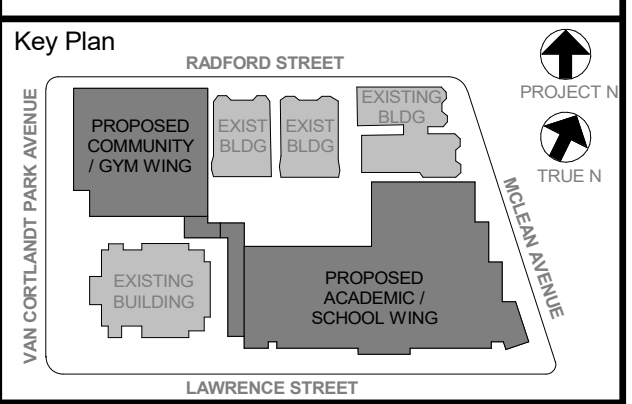 Key Plan
RADFORD STREET
PROJECT N
TRUE N
VAN CORTLANDT PARK AVENUE
PROPOSED
COMMUNITY
/ GYM WING
EXIST
BLDG
EXIST
BLDG
EXISTING
BLDG
MCLEAN AVENUE
EXISTING
BUILDING
PROPOSED
ACADEMIC /
SCHOOL WING
LAWRENCE STREET